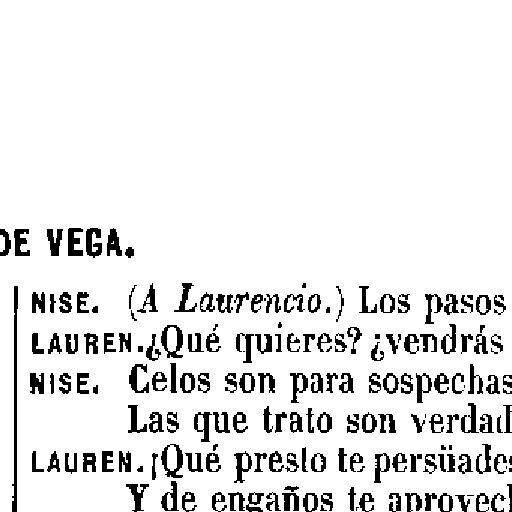 DE VEGA.
NISE. (A Laurencio.) Los pasos
LAUREN. ¿Qué quieres? ¿vendrás
NISE. Celos son para sospechas
Las que trato son verdad
LAUREN. ¡Qué presto te persüades
Y de engaños te aprovech